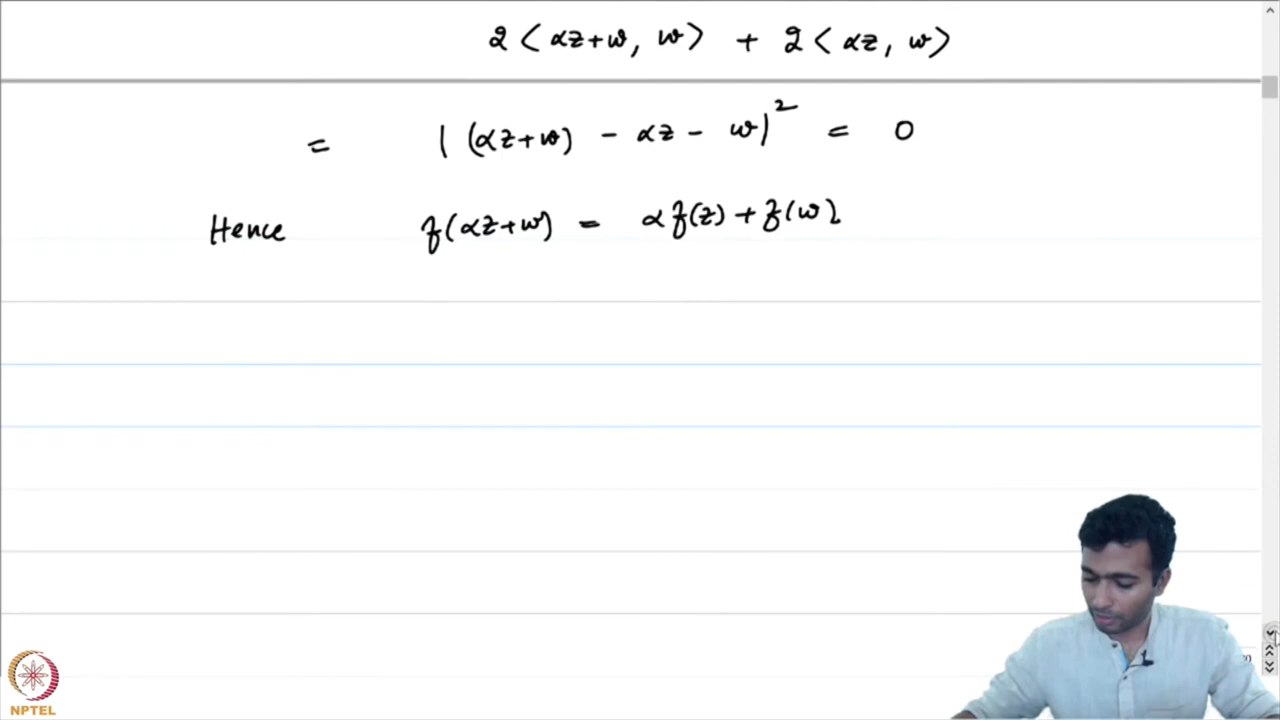 2 < αz+w, w> + 2 < αz, w>
= | (αz+w) - αz - w|² = 0
Hence f(αz+w) = αf(z) + f(w)
NPTEL